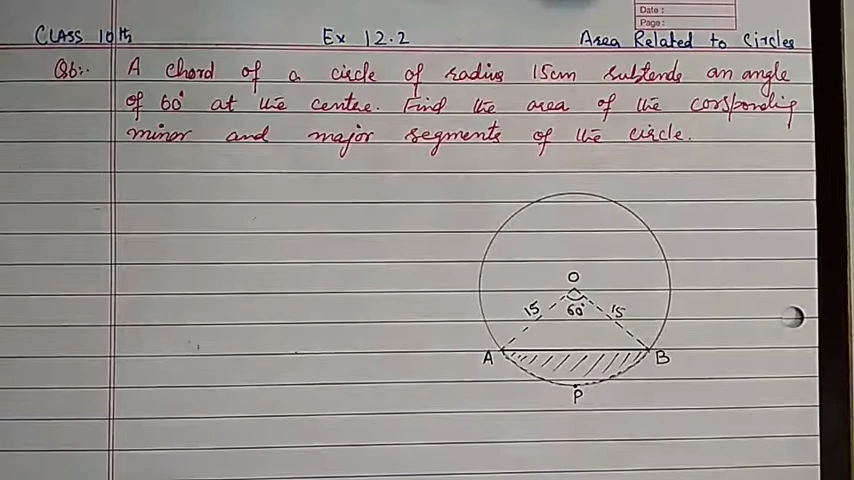 Date :
Page :
CLASS 10th Ex 12.2 Area Related to Circles
Q6:- A chord of a circle of radius 15cm subtends an angle
of 60° at the centre. Find the area of the corsponding
minor and major segments of the circle.
O
15 60° 15
A B
P